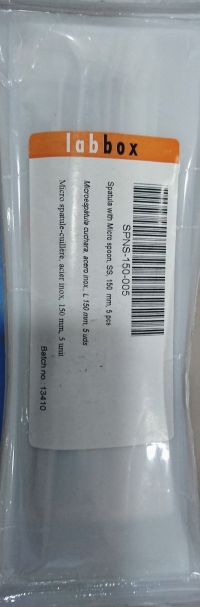 labbox
SPNS-150-005
Spatula with Micro spoon, SS, 150 mm, 5 pcs
Microespatula cuchara, acero inox, L 150 mm, 5 uds
Micro spatule-cuillère, acier inox, 150 mm, 5 unit
Batch no.: 13410